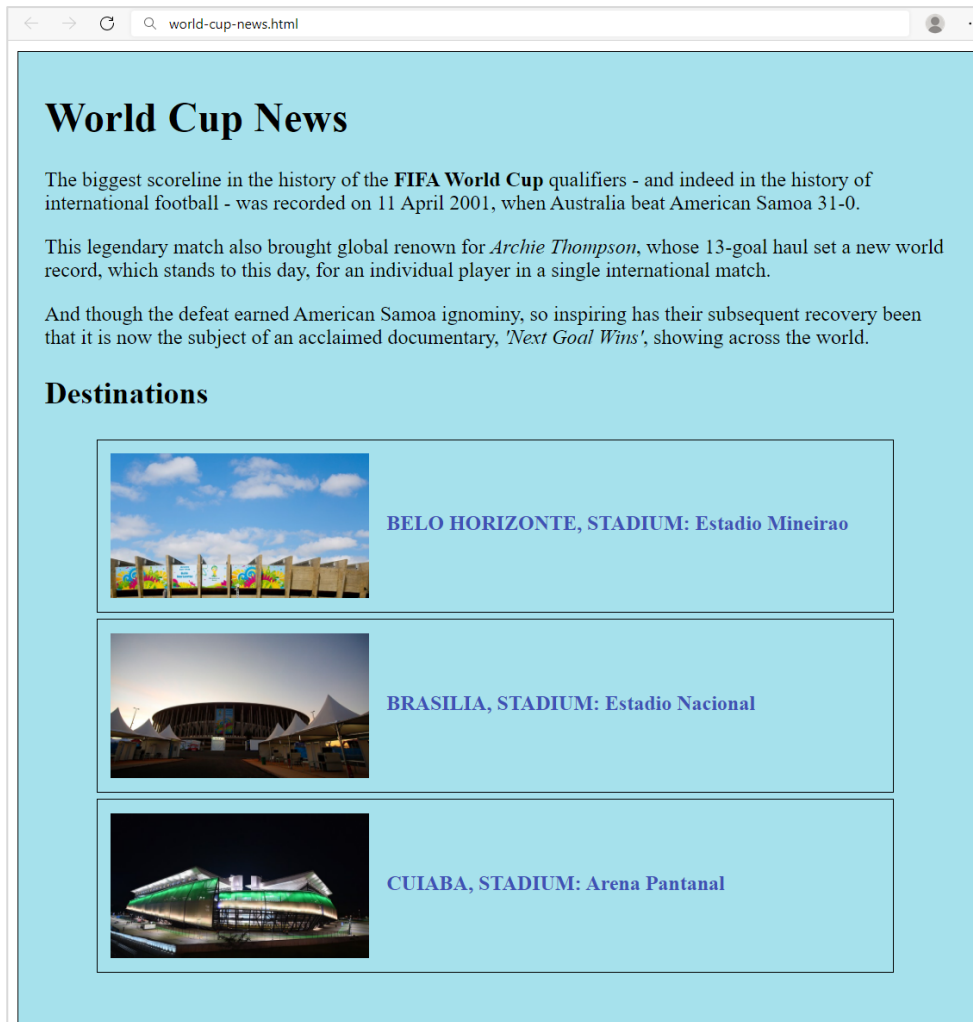 world-cup-news.html
World Cup News
The biggest scoreline in the history of the FIFA World Cup qualifiers - and indeed in the history of
international football - was recorded on 11 April 2001, when Australia beat American Samoa 31-0.
This legendary match also brought global renown for Archie Thompson, whose 13-goal haul set a new world
record, which stands to this day, for an individual player in a single international match.
And though the defeat earned American Samoa ignominy, so inspiring has their subsequent recovery been
that it is now the subject of an acclaimed documentary, 'Next Goal Wins', showing across the world.
Destinations
BELO HORIZONTE, STADIUM: Estadio Mineirao
BRASILIA, STADIUM: Estadio Nacional
CUIABA, STADIUM: Arena Pantanal